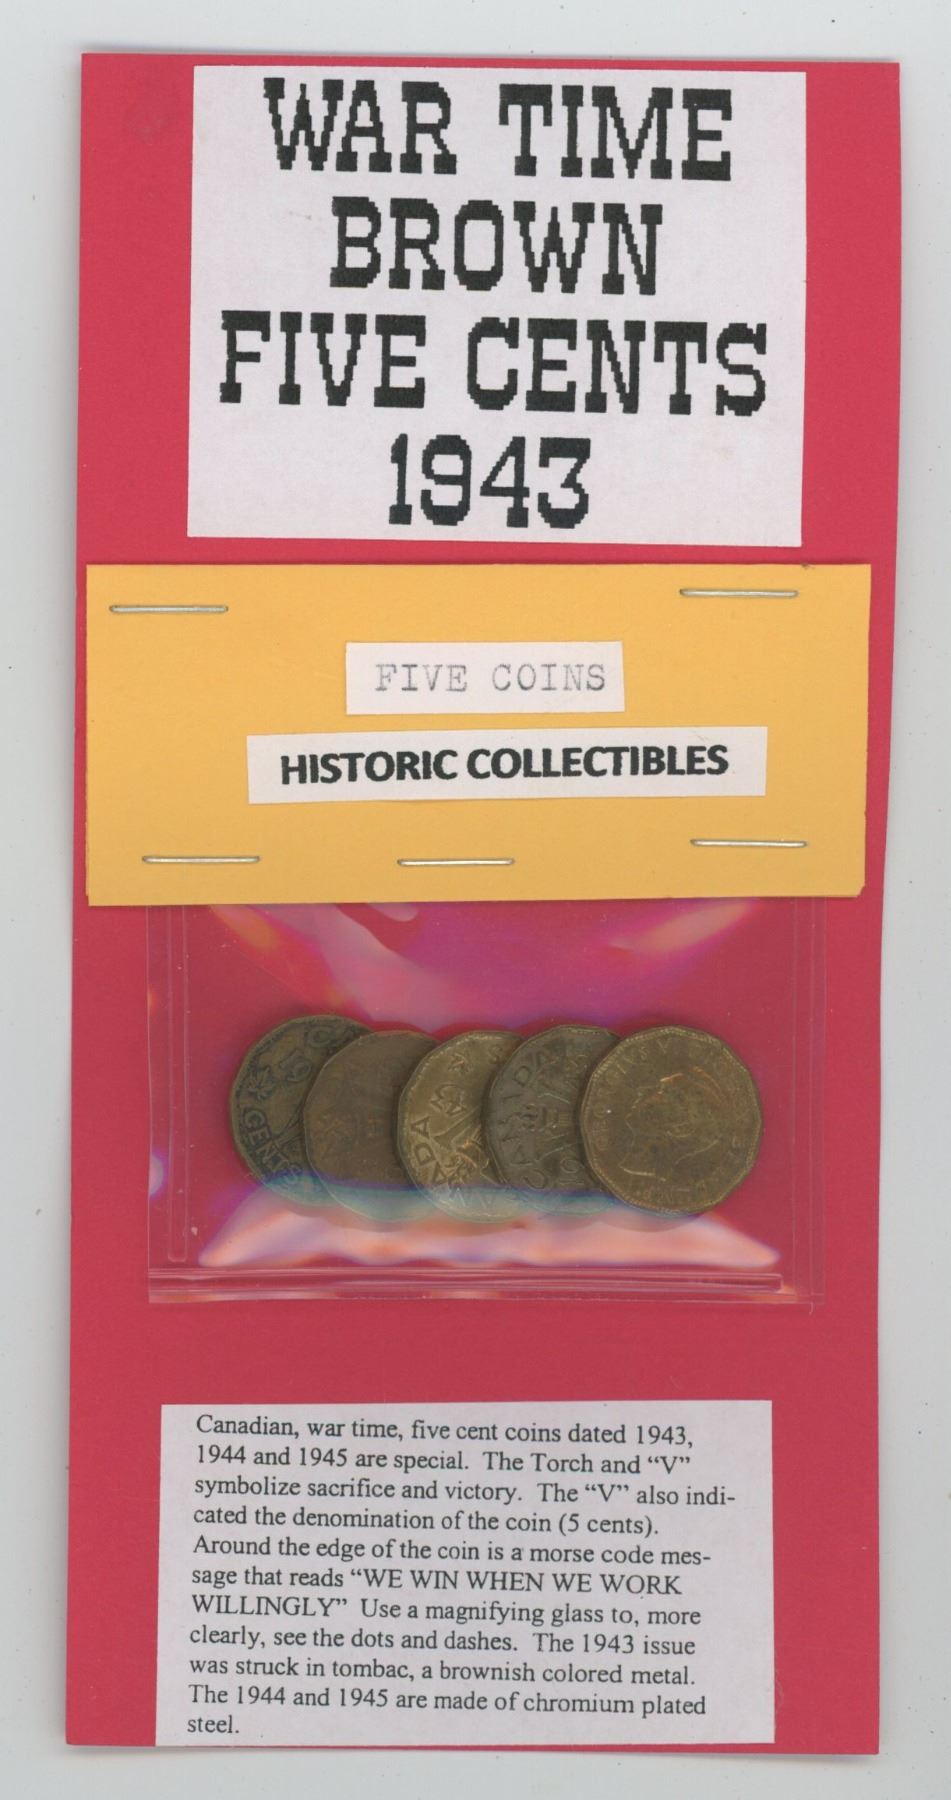 WAR TIME
BROWN
FIVE CENTS
1943
FIVE COINS
HISTORIC COLLECTIBLES
CENTS
CANADA
Canadian, war time, five cent coins dated 1943,
1944 and 1945 are special.  The Torch and “V”
symbolize sacrifice and victory.  The “V” also indi-
cated the denomination of the coin (5 cents).
Around the edge of the coin is a morse code mes-
sage that reads “WE WIN WHEN WE WORK
WILLINGLY”  Use a magnifying glass to, more
clearly, see the dots and dashes.  The 1943 issue
was struck in tombac, a brownish colored metal.
The 1944 and 1945 are made of chromium plated
steel.